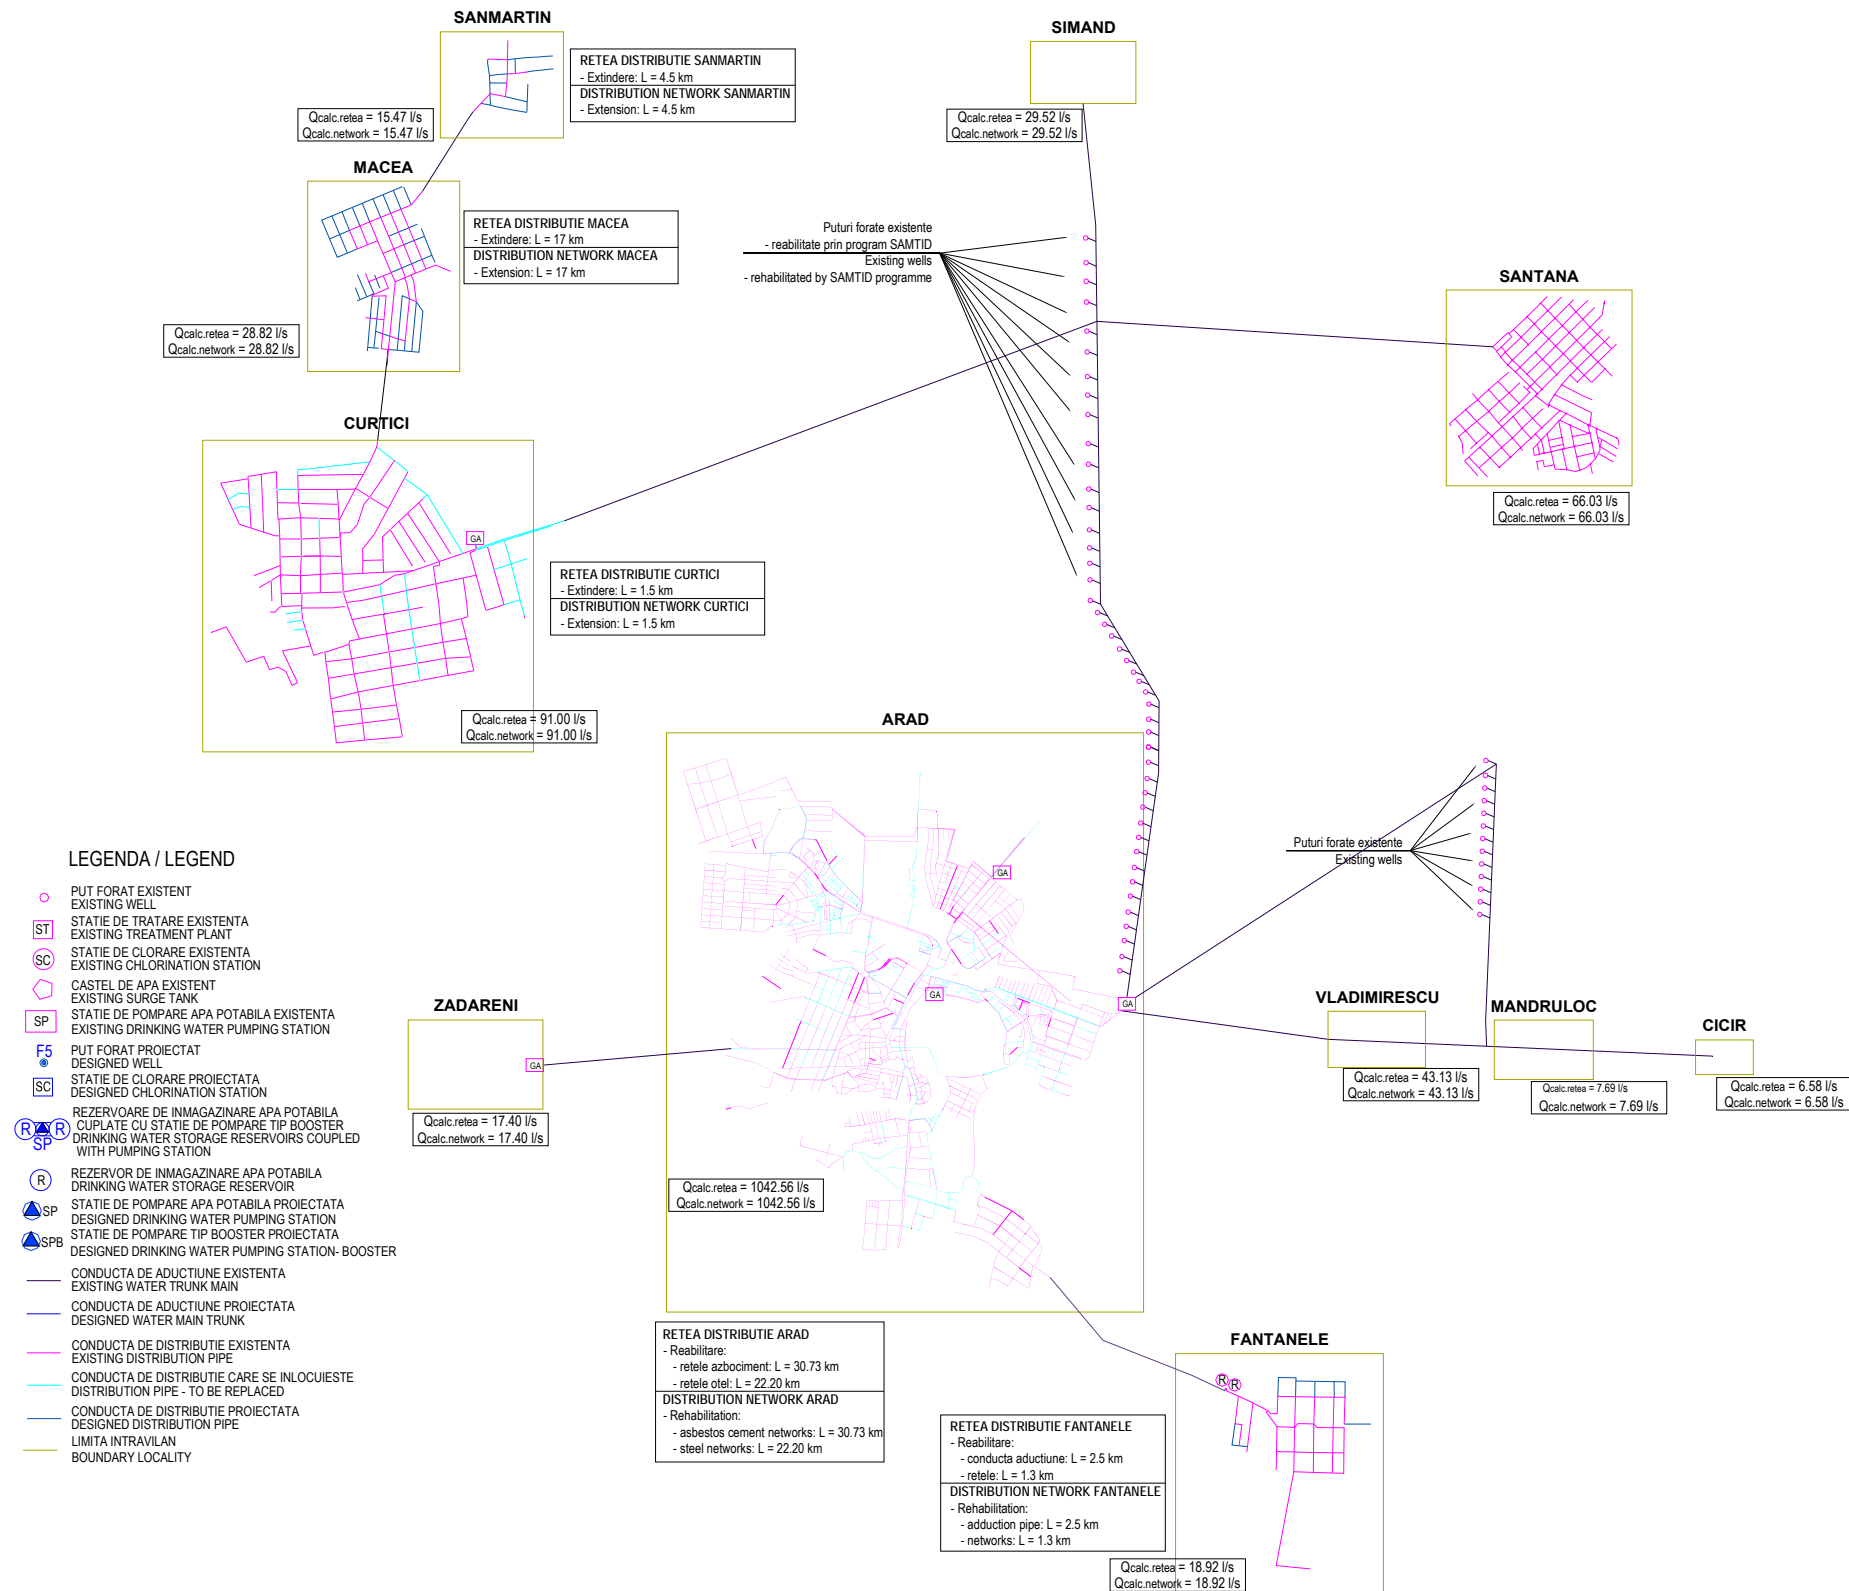 SANMARTIN
RETEA DISTRIBUTIE SANMARTIN
- Extindere: L = 4.5 km
DISTRIBUTION NETWORK SANMARTIN
- Extension: L = 4.5 km
Qcalc.retea = 15.47 l/s
Qcalc.network = 15.47 l/s
SIMAND
Qcalc.retea = 29.52 l/s
Qcalc.network = 29.52 l/s
MACEA
RETEA DISTRIBUTIE MACEA
- Extindere: L = 17 km
DISTRIBUTION NETWORK MACEA
- Extension: L = 17 km
Qcalc.retea = 28.82 l/s
Qcalc.network = 28.82 l/s
Puturi forate existente
- reabilitate prin program SAMTID
Existing wells
- rehabilitated by SAMTID programme
SANTANA
Qcalc.retea = 66.03 l/s
Qcalc.network = 66.03 l/s
CURTICI
GA
RETEA DISTRIBUTIE CURTICI
- Extindere: L = 1.5 km
DISTRIBUTION NETWORK CURTICI
- Extension: L = 1.5 km
Qcalc.retea = 91.00 l/s
Qcalc.network = 91.00 l/s
ARAD
GA
GA
GA
Qcalc.retea = 1042.56 l/s
Qcalc.network = 1042.56 l/s
Puturi forate existente
Existing wells
VLADIMIRESCU
Qcalc.retea = 43.13 l/s
Qcalc.network = 43.13 l/s
MANDRULOC
Qcalc.retea = 7.69 l/s
Qcalc.network = 7.69 l/s
CICIR
Qcalc.retea = 6.58 l/s
Qcalc.network = 6.58 l/s
ZADARENI
GA
Qcalc.retea = 17.40 l/s
Qcalc.network = 17.40 l/s
LEGENDA / LEGEND
PUT FORAT EXISTENT
EXISTING WELL
ST
STATIE DE TRATARE EXISTENTA
EXISTING TREATMENT PLANT
SC
STATIE DE CLORARE EXISTENTA
EXISTING CHLORINATION STATION
CASTEL DE APA EXISTENT
EXISTING SURGE TANK
SP
STATIE DE POMPARE APA POTABILA EXISTENTA
EXISTING DRINKING WATER PUMPING STATION
F5
PUT FORAT PROIECTAT
DESIGNED WELL
SC
STATIE DE CLORARE PROIECTATA
DESIGNED CHLORINATION STATION
R R
SP
REZERVOARE DE INMAGAZINARE APA POTABILA
CUPLATE CU STATIE DE POMPARE TIP BOOSTER
DRINKING WATER STORAGE RESERVOIRS COUPLED
WITH PUMPING STATION
R
REZERVOR DE INMAGAZINARE APA POTABILA
DRINKING WATER STORAGE RESERVOIR
SP
STATIE DE POMPARE APA POTABILA PROIECTATA
DESIGNED DRINKING WATER PUMPING STATION
SPB
STATIE DE POMPARE TIP BOOSTER PROIECTATA
DESIGNED DRINKING WATER PUMPING STATION- BOOSTER
CONDUCTA DE ADUCTIUNE EXISTENTA
EXISTING WATER TRUNK MAIN
CONDUCTA DE ADUCTIUNE PROIECTATA
DESIGNED WATER MAIN TRUNK
CONDUCTA DE DISTRIBUTIE EXISTENTA
EXISTING DISTRIBUTION PIPE
CONDUCTA DE DISTRIBUTIE CARE SE INLOCUIESTE
DISTRIBUTION PIPE - TO BE REPLACED
CONDUCTA DE DISTRIBUTIE PROIECTATA
DESIGNED DISTRIBUTION PIPE
LIMITA INTRAVILAN
BOUNDARY LOCALITY
RETEA DISTRIBUTIE ARAD
- Reabilitare:
- retele azbociment: L = 30.73 km
- retele otel: L = 22.20 km
DISTRIBUTION NETWORK ARAD
- Rehabilitation:
- asbestos cement networks: L = 30.73 km
- steel networks: L = 22.20 km
FANTANELE
R
R
RETEA DISTRIBUTIE FANTANELE
- Reabilitare:
- conducta aductiune: L = 2.5 km
- retele: L = 1.3 km
DISTRIBUTION NETWORK FANTANELE
- Rehabilitation:
- adduction pipe: L = 2.5 km
- networks: L = 1.3 km
Qcalc.retea = 18.92 l/s
Qcalc.network = 18.92 l/s